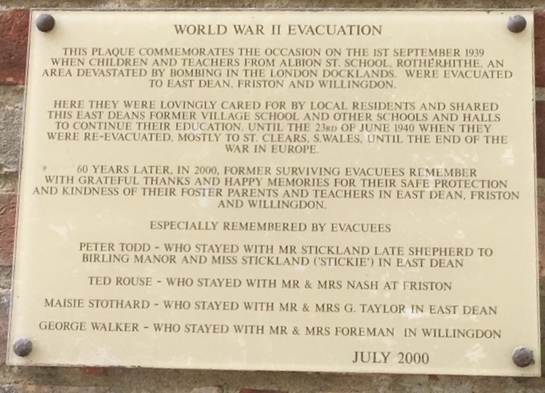 WORLD WAR II EVACUATION
THIS PLAQUE COMMEMORATES THE OCCASION ON THE 1ST SEPTEMBER 1939
WHEN CHILDREN AND TEACHERS FROM ALBION ST. SCHOOL, ROTHERHITHE, AN
AREA DEVASTATED BY BOMBING IN THE LONDON DOCKLANDS. WERE EVACUATED
TO EAST DEAN, FRISTON AND WILLINGDON.
HERE THEY WERE LOVINGLY CARED FOR BY LOCAL RESIDENTS AND SHARED
THIS EAST DEANS FORMER VILLAGE SCHOOL AND OTHER SCHOOLS AND HALLS
TO CONTINUE THEIR EDUCATION, UNTIL THE 23RD OF JUNE 1940 WHEN THEY
WERE RE-EVACUATED, MOSTLY TO ST. CLEARS, S.WALES, UNTIL THE END OF THE
WAR IN EUROPE.
60 YEARS LATER, IN 2000, FORMER SURVIVING EVACUEES REMEMBER
WITH GRATEFUL THANKS AND HAPPY MEMORIES FOR THEIR SAFE PROTECTION
AND KINDNESS OF THEIR FOSTER PARENTS AND TEACHERS IN EAST DEAN, FRISTON
AND WILLINGDON.
ESPECIALLY REMEMBERED BY EVACUEES
PETER TODD - WHO STAYED WITH MR STICKLAND LATE SHEPHERD TO
BIRLING MANOR AND MISS STICKLAND ('STICKIE') IN EAST DEAN
TED ROUSE - WHO STAYED WITH MR & MRS NASH AT FRISTON
MAISIE STOTHARD - WHO STAYED WITH MR & MRS G. TAYLOR IN EAST DEAN
GEORGE WALKER - WHO STAYED WITH MR & MRS FOREMAN IN WILLINGDON
JULY 2000